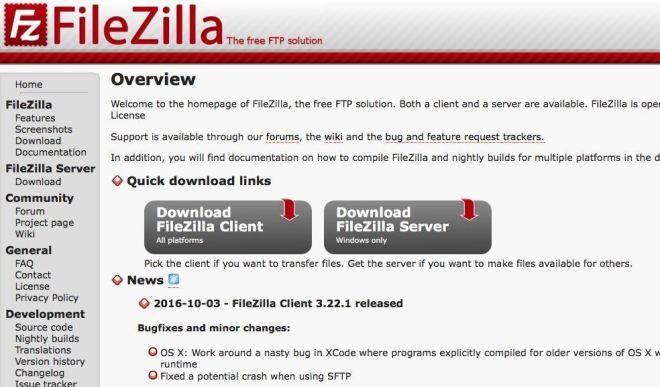 Fz FileZilla The free FTP solution
Home
FileZilla
Features
Screenshots
Download
Documentation
FileZilla Server
Download
Community
Forum
Project page
Wiki
General
FAQ
Contact
License
Privacy Policy
Development
Source code
Nightly builds
Translations
Version history
Changelog
Issue tracker
Overview
Welcome to the homepage of FileZilla, the free FTP solution. Both a client and a server are available. FileZilla is
License
Support is available through our forums, the wiki and the bug and feature request trackers.
In addition, you will find documentation on how to compile FileZilla and nightly builds for multiple platforms in the
Quick download links
Download
FileZilla Client
All platforms
Download
FileZilla Server
Windows only
Pick the client if you want to transfer files. Get the server if you want to make files available for others.
News
2016-10-03 - FileZilla Client 3.22.1 released
Bugfixes and minor changes:
OS X: Work around a nasty bug in XCode where programs explicitly compiled for older versions of OS X
runtime
Fixed a potential crash when using SFTP